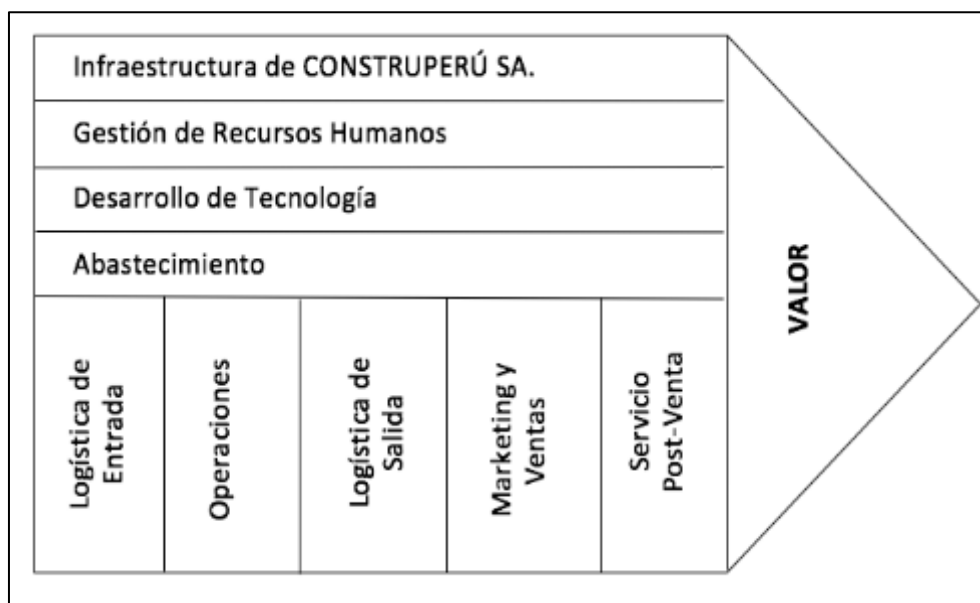 Infraestructura de CONSTRUPERÚ SA.
Gestión de Recursos Humanos
Desarrollo de Tecnología
Abastecimiento
Logística de
Entrada
Operaciones
Logística de
Salida
Marketing y
Ventas
Servicio
Post-Venta
VALOR